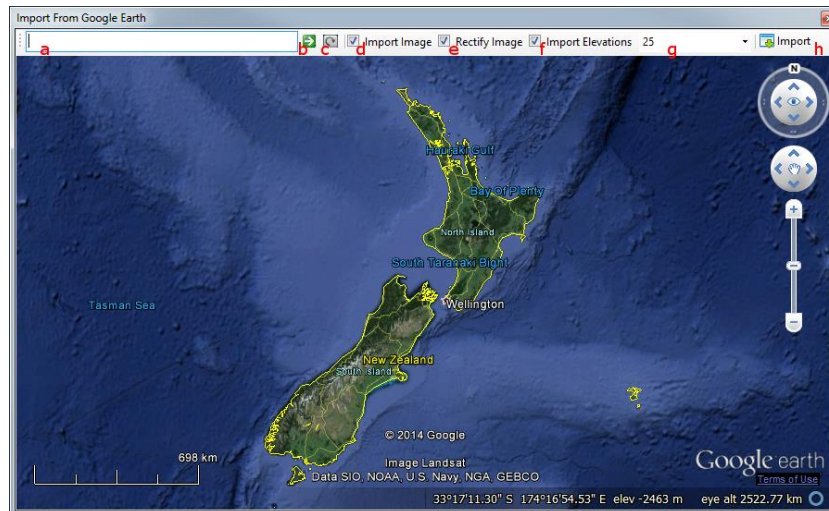 Import From Google Earth
Import Image Rectify Image Import Elevations 25 Import
a b c d e f g h
N
Hauraki Gulf
Bay Of Plenty
North Island
South Taranaki Bight
Tasman Sea
Wellington
New Zealand
South Island
© 2014 Google
698 km
Image Landsat
Data SIO, NOAA, U.S. Navy, NGA, GEBCO
Google earth
Terms of Use
33°17'11.30" S 174°16'54.53" E elev -2463 m eye alt 2522.77 km